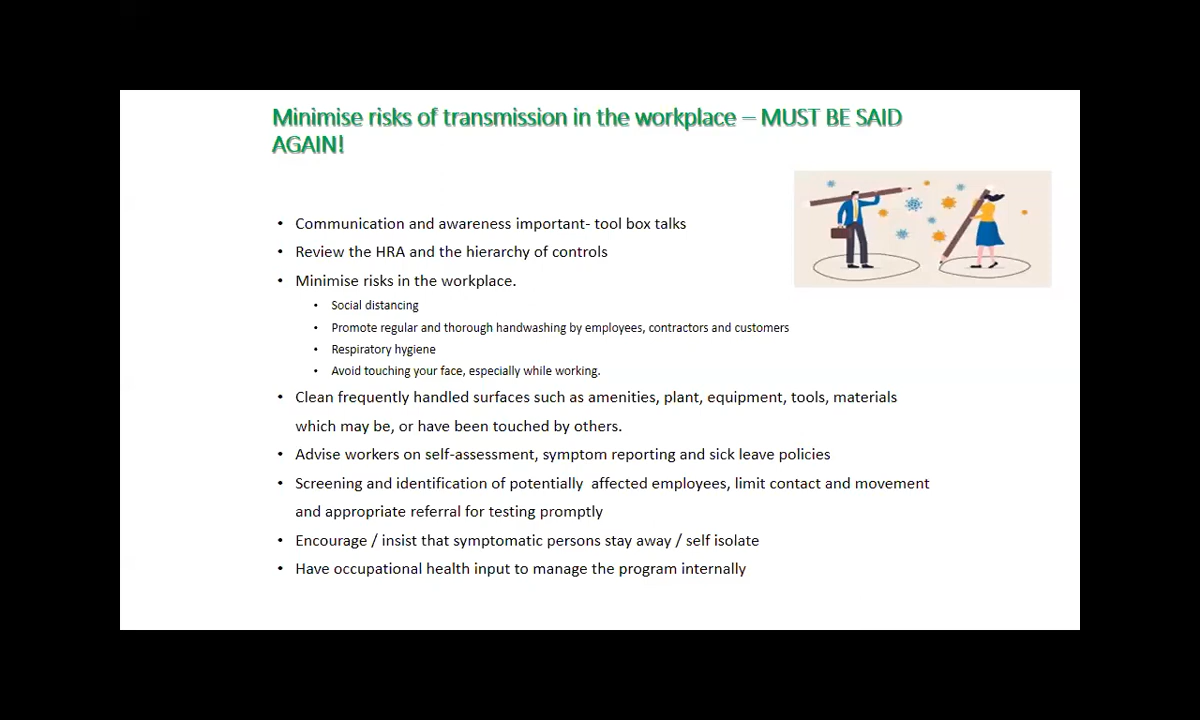 Minimise risks of transmission in the workplace – MUST BE SAID
AGAIN!
• Communication and awareness important- tool box talks
• Review the HRA and the hierarchy of controls
• Minimise risks in the workplace.
• Social distancing
• Promote regular and thorough handwashing by employees, contractors and customers
• Respiratory hygiene
• Avoid touching your face, especially while working.
• Clean frequently handled surfaces such as amenities, plant, equipment, tools, materials
which may be, or have been touched by others.
• Advise workers on self-assessment, symptom reporting and sick leave policies
• Screening and identification of potentially  affected employees, limit contact and movement
and appropriate referral for testing promptly
• Encourage / insist that symptomatic persons stay away / self isolate
• Have occupational health input to manage the program internally